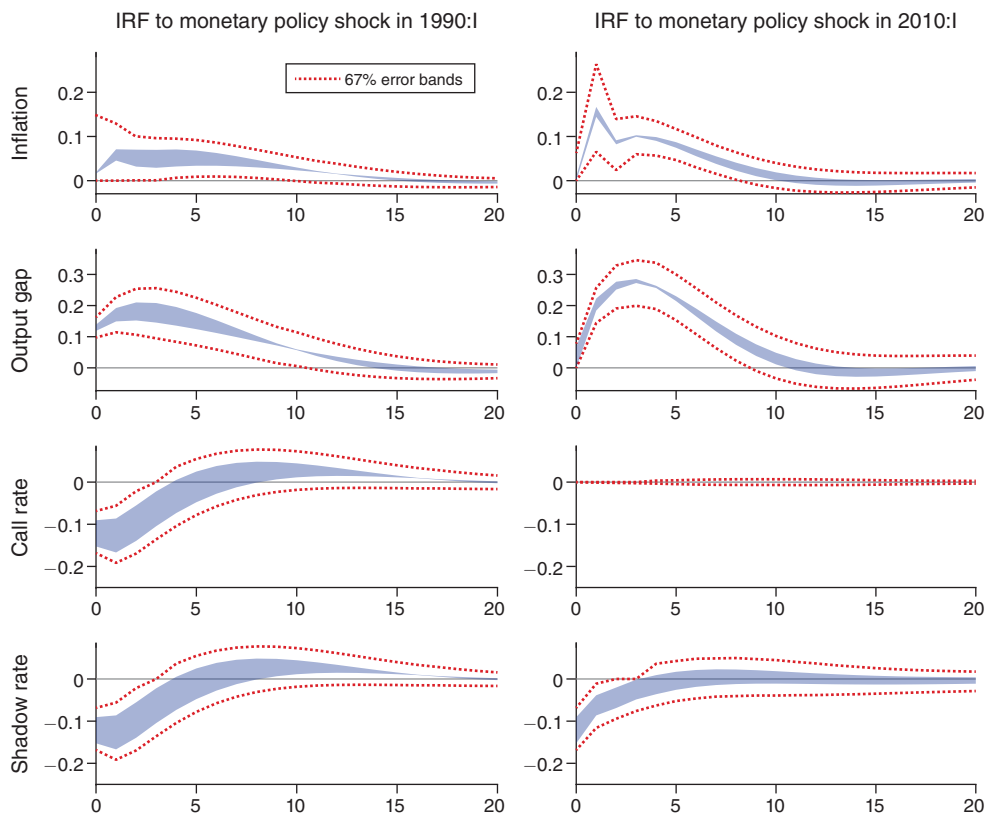 IRF to monetary policy shock in 1990:I
IRF to monetary policy shock in 2010:I
Inflation
0.2
0.1
0
67% error bands
0 5 10 15 20
0.2
0.1
0
0 5 10 15 20
Output gap
0.3
0.2
0.1
0
0 5 10 15 20
0.3
0.2
0.1
0
0 5 10 15 20
Call rate
0
−0.1
−0.2
0 5 10 15 20
0
−0.1
−0.2
0 5 10 15 20
Shadow rate
0
−0.1
−0.2
0 5 10 15 20
0
−0.1
−0.2
0 5 10 15 20